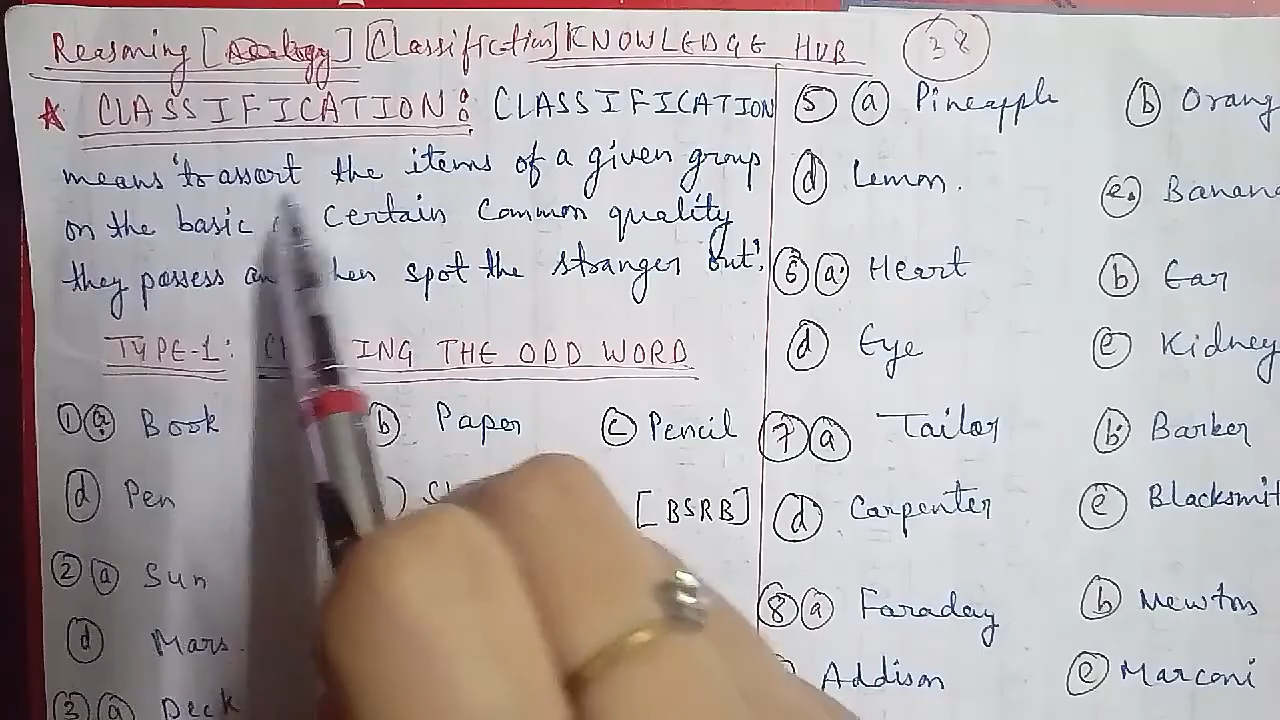 Reasoning [Analogy] [Classifiction] KNOWLEDGE HUB 38
CLASSIFICATION: CLASSIFICATION
means 'to assort the items of a given group
on the basic certain common quality
they possess then spot the stranger out'.
TYPE-1: ING THE ODD WORD
① ⓐ Book ⓑ Paper ⓒ Pencil
ⓓ Pen [BSRB]
② ⓐ Sun
ⓓ Mars.
③ ⓐ Deck
⑤ ⓐ Pineapple ⓑ Orang
ⓓ Lemon. ⓔ Banan
⑥ ⓐ Heart ⓑ Ear
ⓓ Eye ⓔ Kidney
⑦ ⓐ Tailor ⓑ Barker
ⓓ Carpenter ⓔ Blacksmit
⑧ ⓐ Faraday ⓑ Newton
Addison ⓔ Marconi